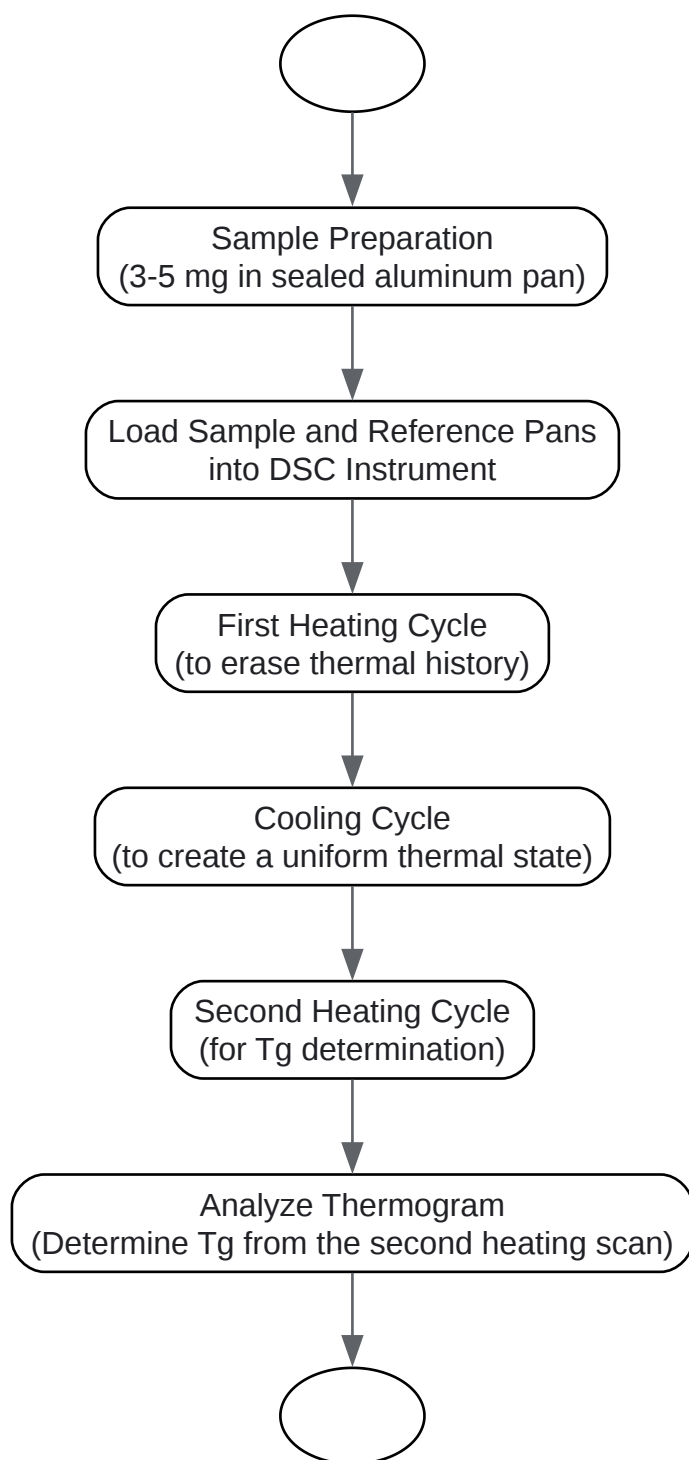 Sample Preparation
(3-5 mg in sealed aluminum pan)
Load Sample and Reference Pans
into DSC Instrument
First Heating Cycle
(to erase thermal history)
Cooling Cycle
(to create a uniform thermal state)
Second Heating Cycle
(for Tg determination)
Analyze Thermogram
(Determine Tg from the second heating scan)